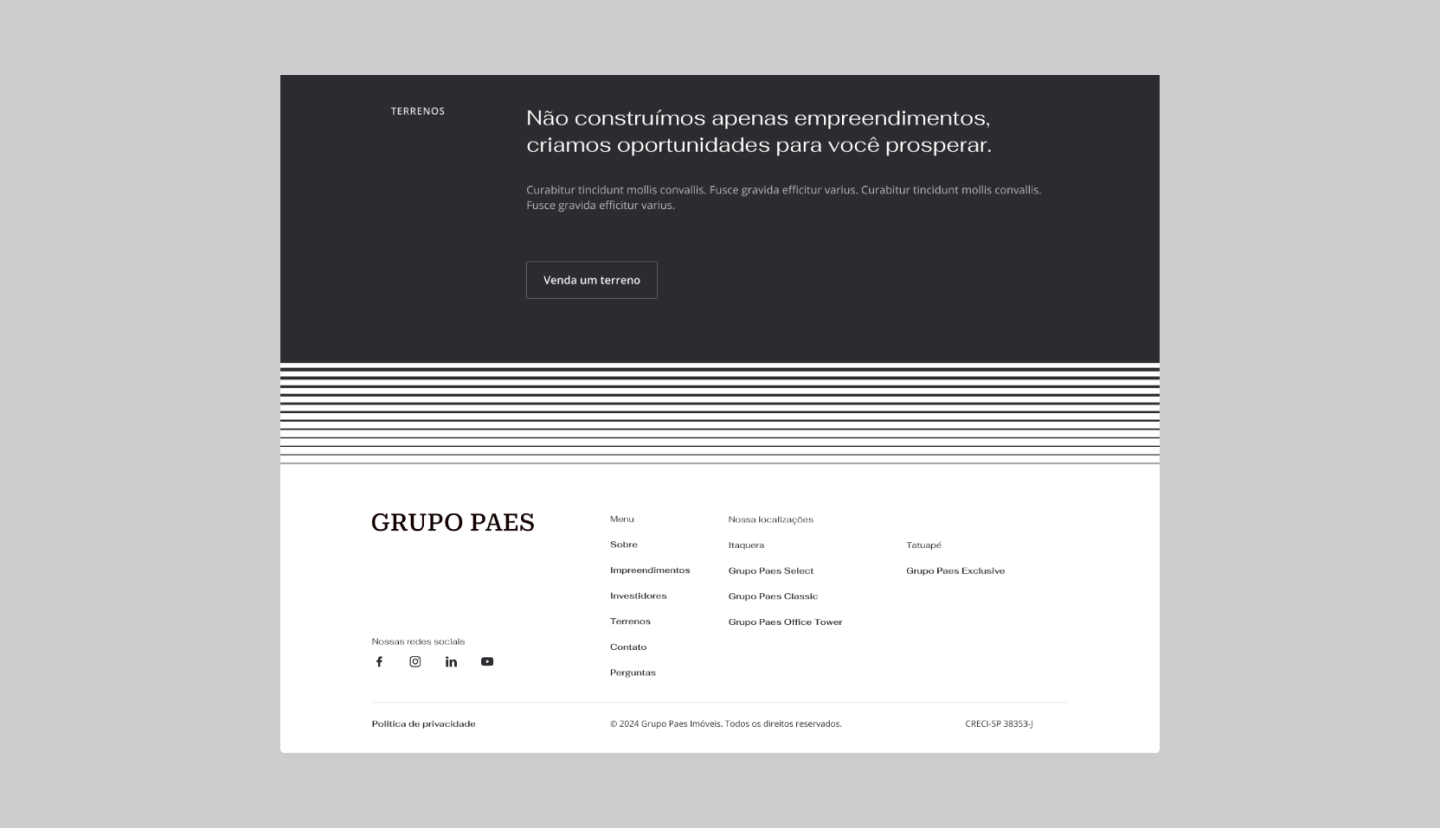 TERRENOS
Não construímos apenas empreendimentos,
criamos oportunidades para você prosperar.
Curabitur tincidunt mollis convallis. Fusce gravida efficitur varius. Curabitur tincidunt mollis convallis.
Fusce gravida efficitur varius.
Venda um terreno
GRUPO PAES
Nossas redes sociais
Menu
Sobre
Impreendimentos
Investidores
Terrenos
Contato
Perguntas
Nossa localizações
Itaquera
Grupo Paes Select
Grupo Paes Classic
Grupo Paes Office Tower
Tatuapé
Grupo Paes Exclusive
Politica de privacidade
© 2024 Grupo Paes Imóveis. Todos os direitos reservados.
CRECI-SP 38353-J